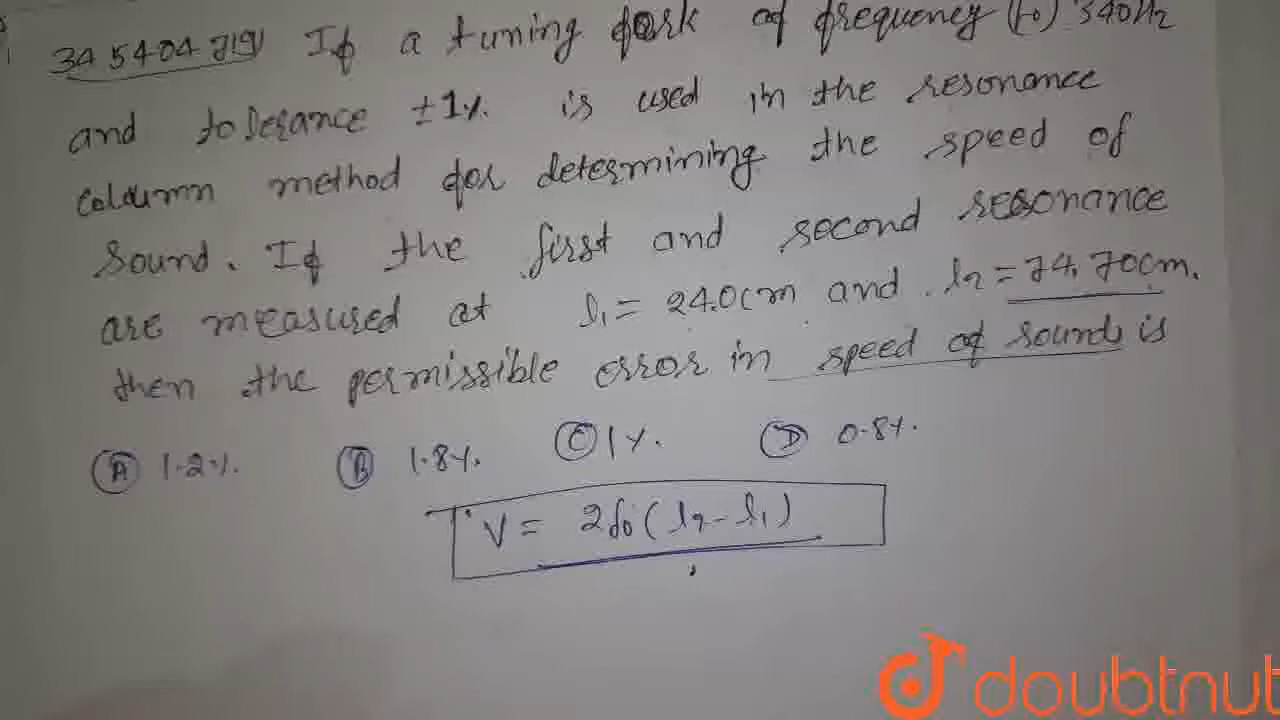 345404719 If a tuning fork of frequency (fo) 340Hz
and tolerance ±1% is used in the resonance
column method for determining the speed of
sound. If the first and second resonance
are measured at l1 = 24.0cm and l2 = 74.70cm.
then the permissible error in speed of sound is
(A) 1.2%. (B) 1.8%. (C) 1%. (D) 0.8%.
V = 2fo (l2 - l1)
doubtnut